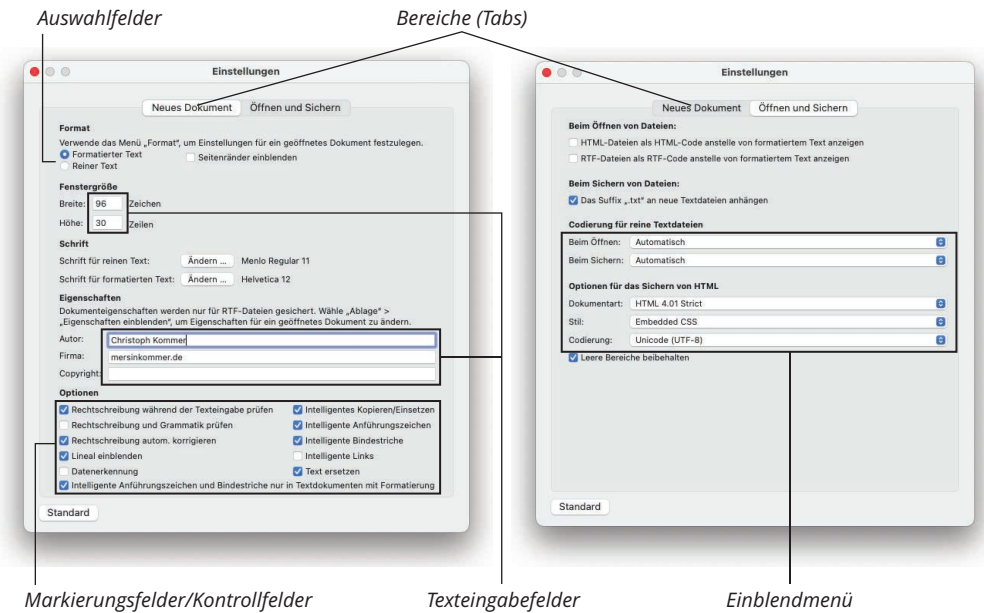 Auswahlfelder
Bereiche (Tabs)
Einstellungen
Neues Dokument
Öffnen und Sichern
Format
Verwende das Menü „Format“, um Einstellungen für ein geöffnetes Dokument festzulegen.
Formatierter Text
Seitenränder einblenden
Reiner Text
Fenstergröße
Breite: 96 Zeichen
Höhe: 30 Zeilen
Schrift
Schrift für reinen Text: Ändern ... Menlo Regular 11
Schrift für formatierten Text: Ändern ... Helvetica 12
Eigenschaften
Dokumenteigenschaften werden nur für RTF-Dateien gesichert. Wähle „Ablage" >
„Eigenschaften einblenden", um Eigenschaften für ein geöffnetes Dokument zu ändern.
Autor: Christoph Kommer
Firma: mersinkommer.de
Copyright:
Optionen
Rechtschreibung während der Texteingabe prüfen
Intelligentes Kopieren/Einsetzen
Rechtschreibung und Grammatik prüfen
Intelligente Anführungszeichen
Rechtschreibung autom. korrigieren
Intelligente Bindestriche
Lineal einblenden
Intelligente Links
Datenerkennung
Text ersetzen
Intelligente Anführungszeichen und Bindestriche nur in Textdokumenten mit Formatierung
Standard
Einstellungen
Neues Dokument
Öffnen und Sichern
Beim Öffnen von Dateien:
HTML-Dateien als HTML-Code anstelle von formatiertem Text anzeigen
RTF-Dateien als RTF-Code anstelle von formatiertem Text anzeigen
Beim Sichern von Dateien:
Das Suffix „.txt“ an neue Textdateien anhängen
Codierung für reine Textdateien
Beim Öffnen: Automatisch
Beim Sichern: Automatisch
Optionen für das Sichern von HTML
Dokumentart: HTML 4.01 Strict
Stil: Embedded CSS
Codierung: Unicode (UTF-8)
Leere Bereiche beibehalten
Standard
Markierungsfelder/Kontrollfelder
Texteingabefelder
Einblendmenü